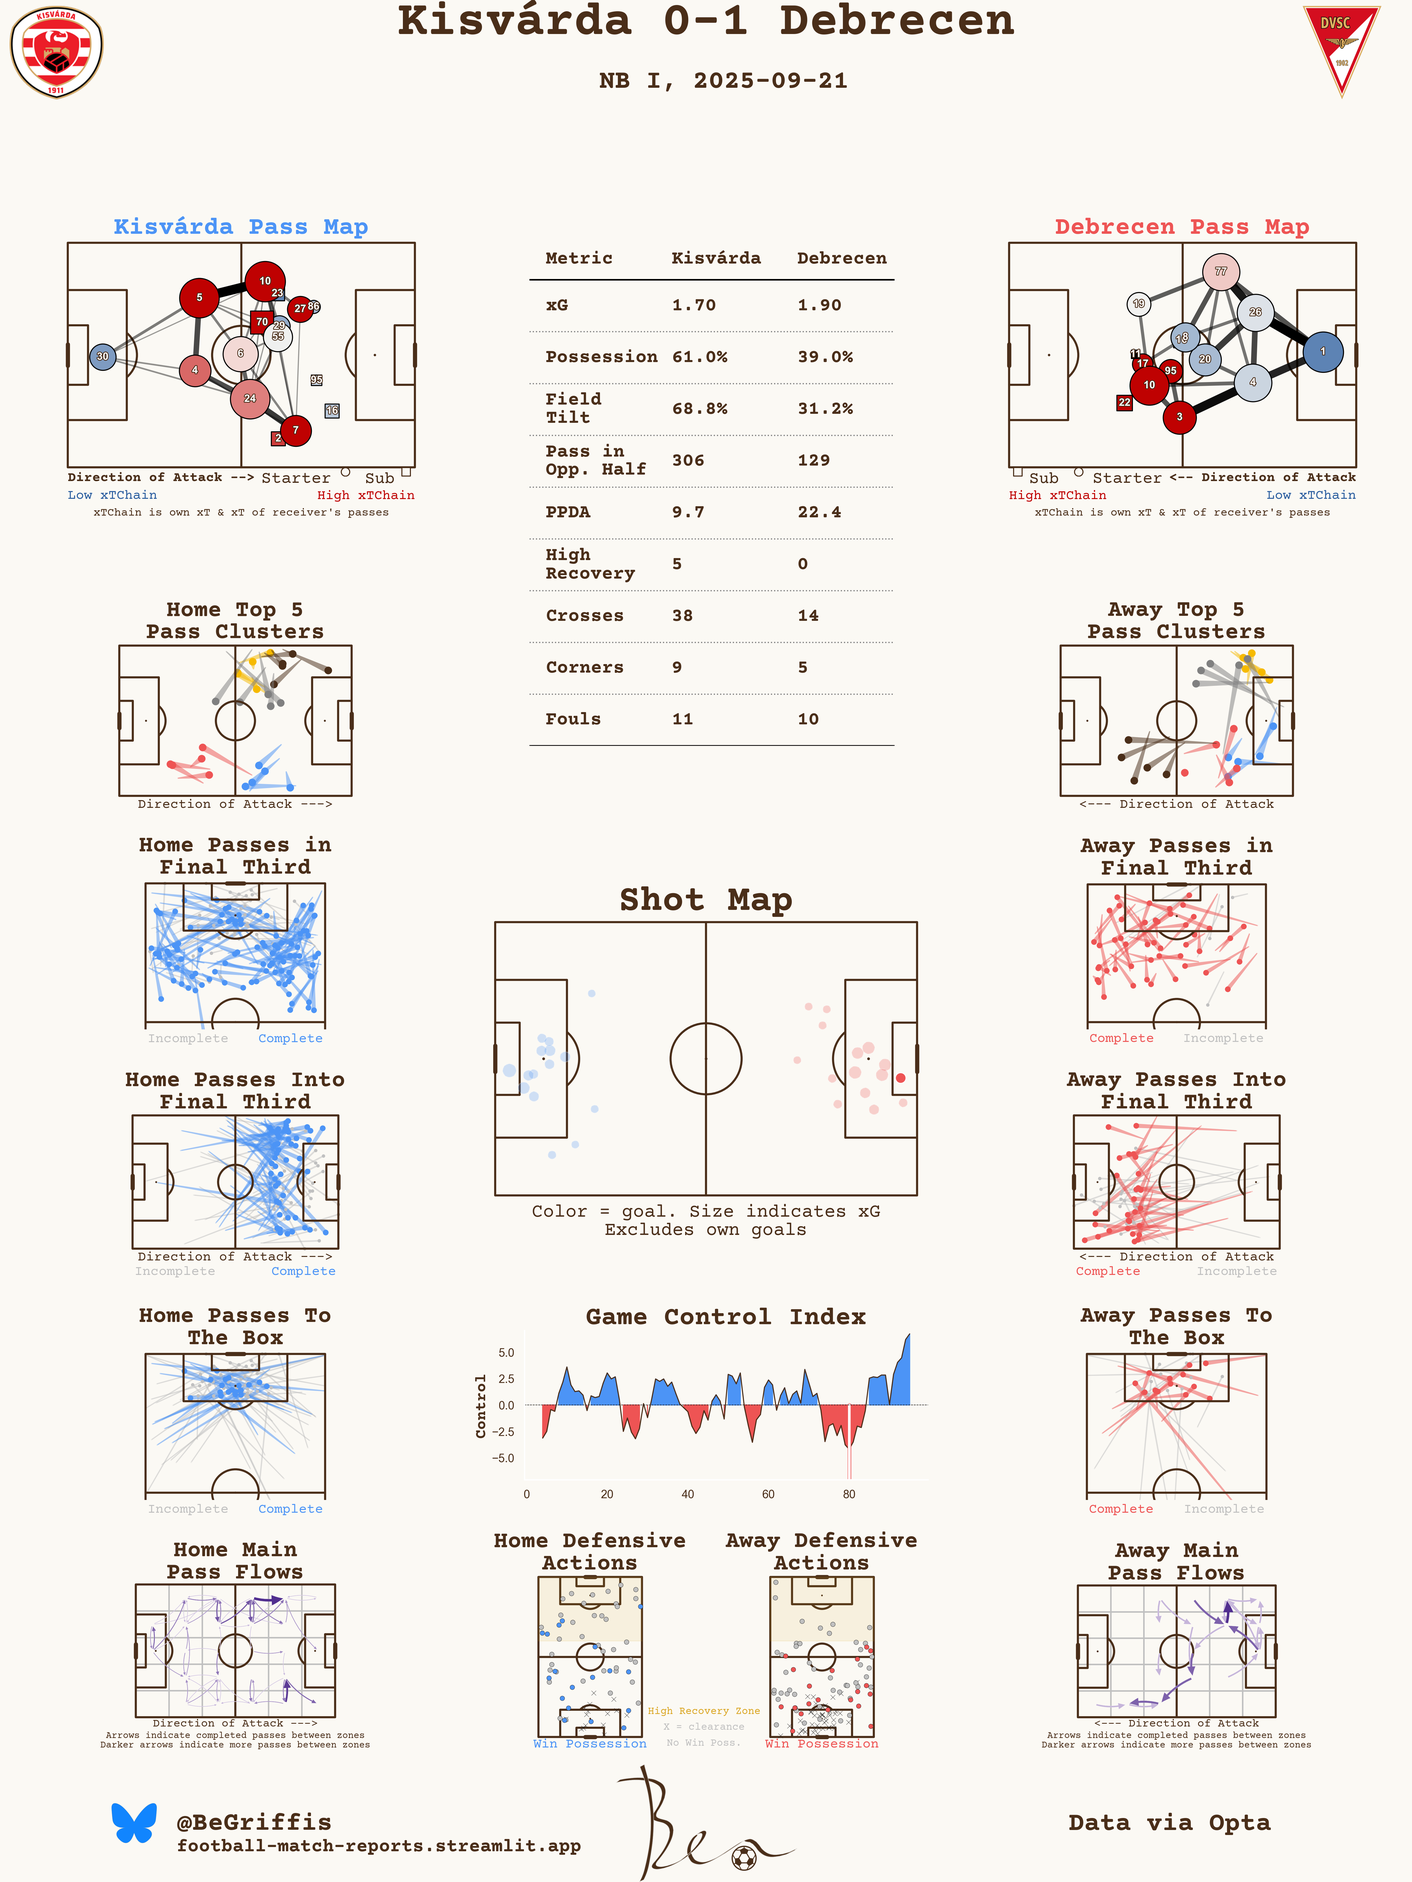 Kisvárda 0-1 Debrecen
NB I, 2025-09-21
KISVÁRDA
1911
DVSC
1902
Kisvárda Pass Map
5
10
23
27
86
70
29
55
30
6
4
95
24
16
7
2
Direction of Attack --> Starter Sub
Low xTChain High xTChain
xTChain is own xT & xT of receiver's passes
Metric Kisvárda Debrecen
xG 1.70 1.90
Possession 61.0% 39.0%
Field
Tilt 68.8% 31.2%
Pass in
Opp. Half 306 129
PPDA 9.7 22.4
High
Recovery 5 0
Crosses 38 14
Corners 9 5
Fouls 11 10
Debrecen Pass Map
77
19
26
8
11
17
20
1
95
10
4
22
3
Sub Starter <-- Direction of Attack
High xTChain Low xTChain
xTChain is own xT & xT of receiver's passes
Home Top 5
Pass Clusters
Direction of Attack --->
Away Top 5
Pass Clusters
<--- Direction of Attack
Home Passes in
Final Third
Incomplete Complete
Away Passes in
Final Third
Complete Incomplete
Shot Map
Color = goal. Size indicates xG
Excludes own goals
Home Passes Into
Final Third
Direction of Attack --->
Incomplete Complete
Away Passes Into
Final Third
<--- Direction of Attack
Complete Incomplete
Home Passes To
The Box
Incomplete Complete
Game Control Index
Control
5.0
2.5
0.0
−2.5
−5.0
0 20 40 60 80
Away Passes To
The Box
Complete Incomplete
Home Main
Pass Flows
Direction of Attack --->
Arrows indicate completed passes between zones
Darker arrows indicate more passes between zones
Home Defensive
Actions
Win Possession
High Recovery Zone
X = clearance
No Win Poss.
Away Defensive
Actions
Win Possession
Away Main
Pass Flows
<--- Direction of Attack
Arrows indicate completed passes between zones
Darker arrows indicate more passes between zones
@BeGriffis
football-match-reports.streamlit.app
Ben
Data via Opta